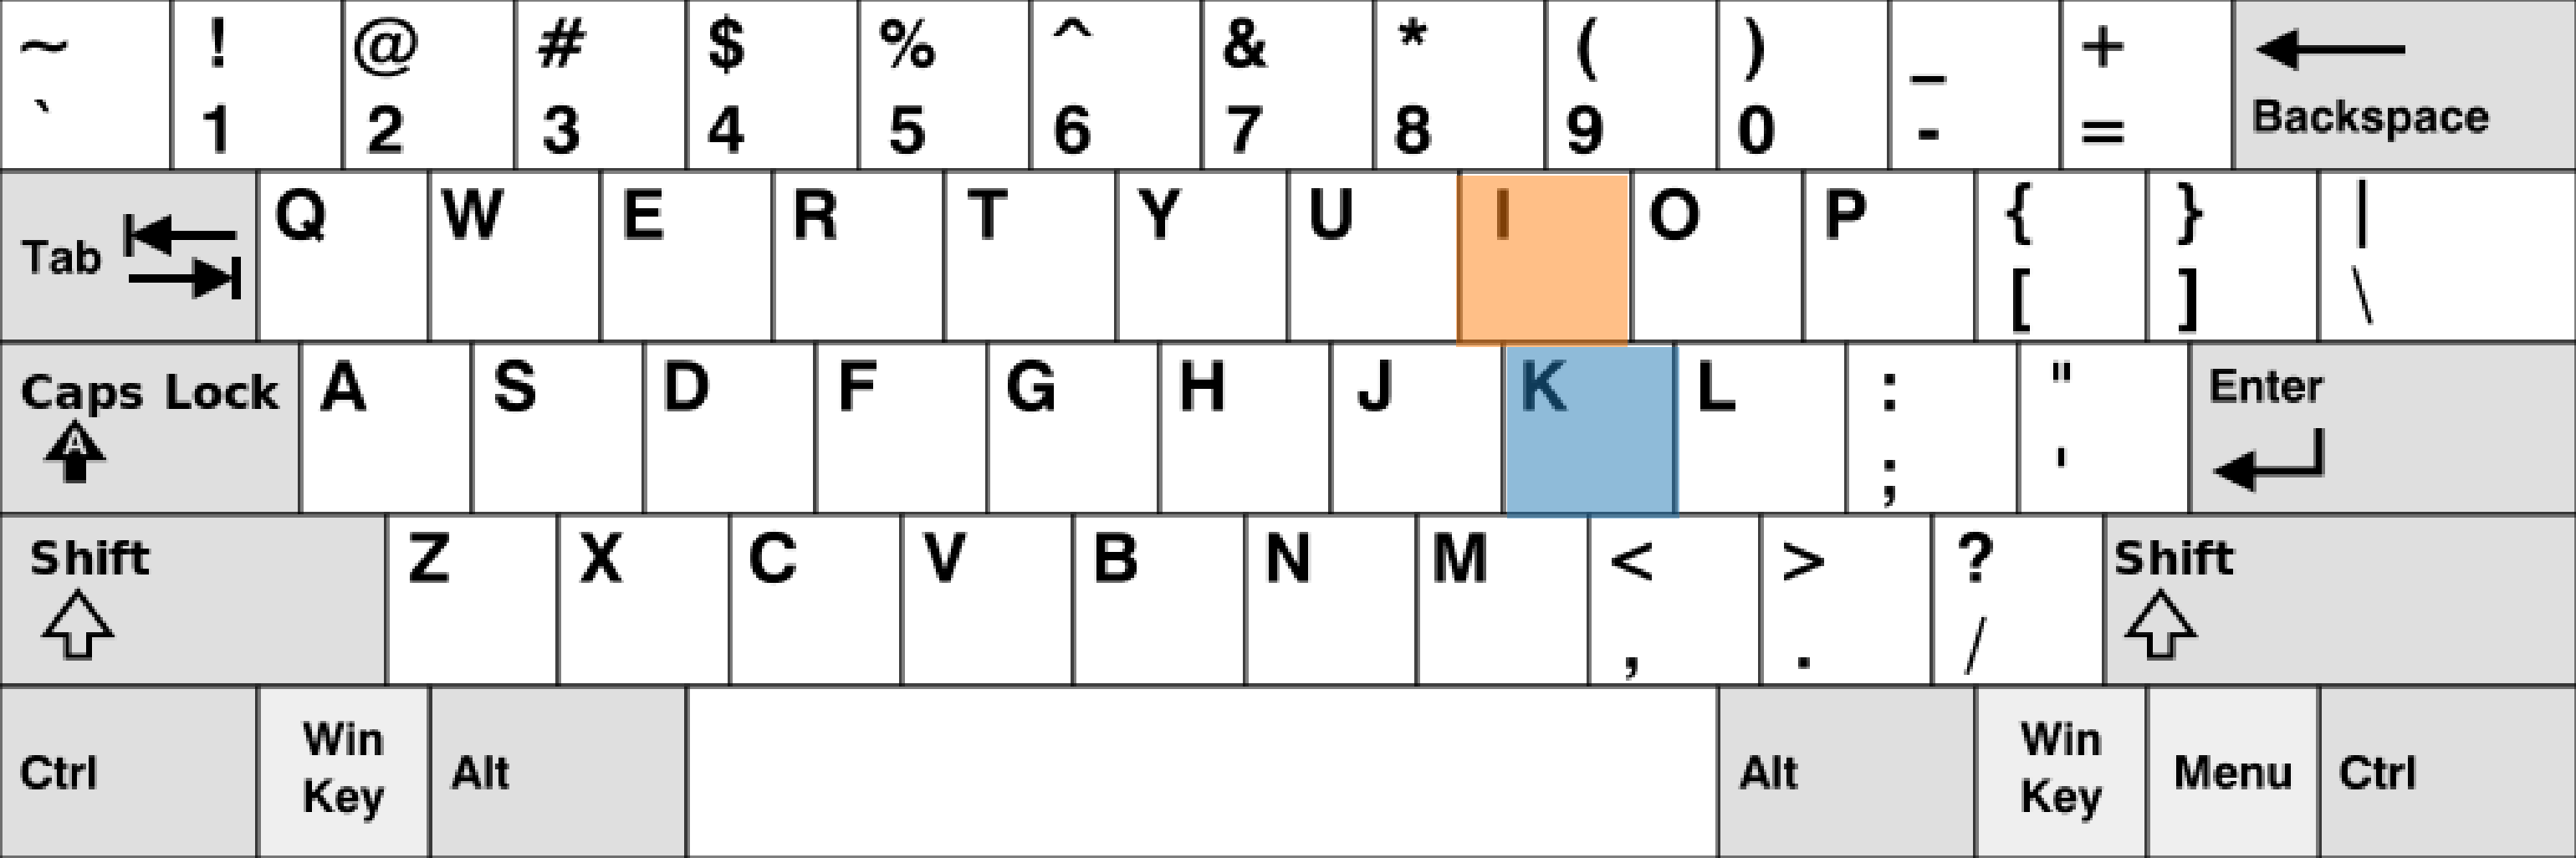 ~ ! @ # $ % ^ & * ( ) _ +
` 1 2 3 4 5 6 7 8 9 0 - = Backspace
Tab Q W E R T Y U I O P { } |
[ ] \
Caps Lock A S D F G H J K L : " Enter
A ; '
Shift Z X C V B N M < > ? Shift
, . /
Ctrl Win Key Alt Alt Win Key Menu Ctrl